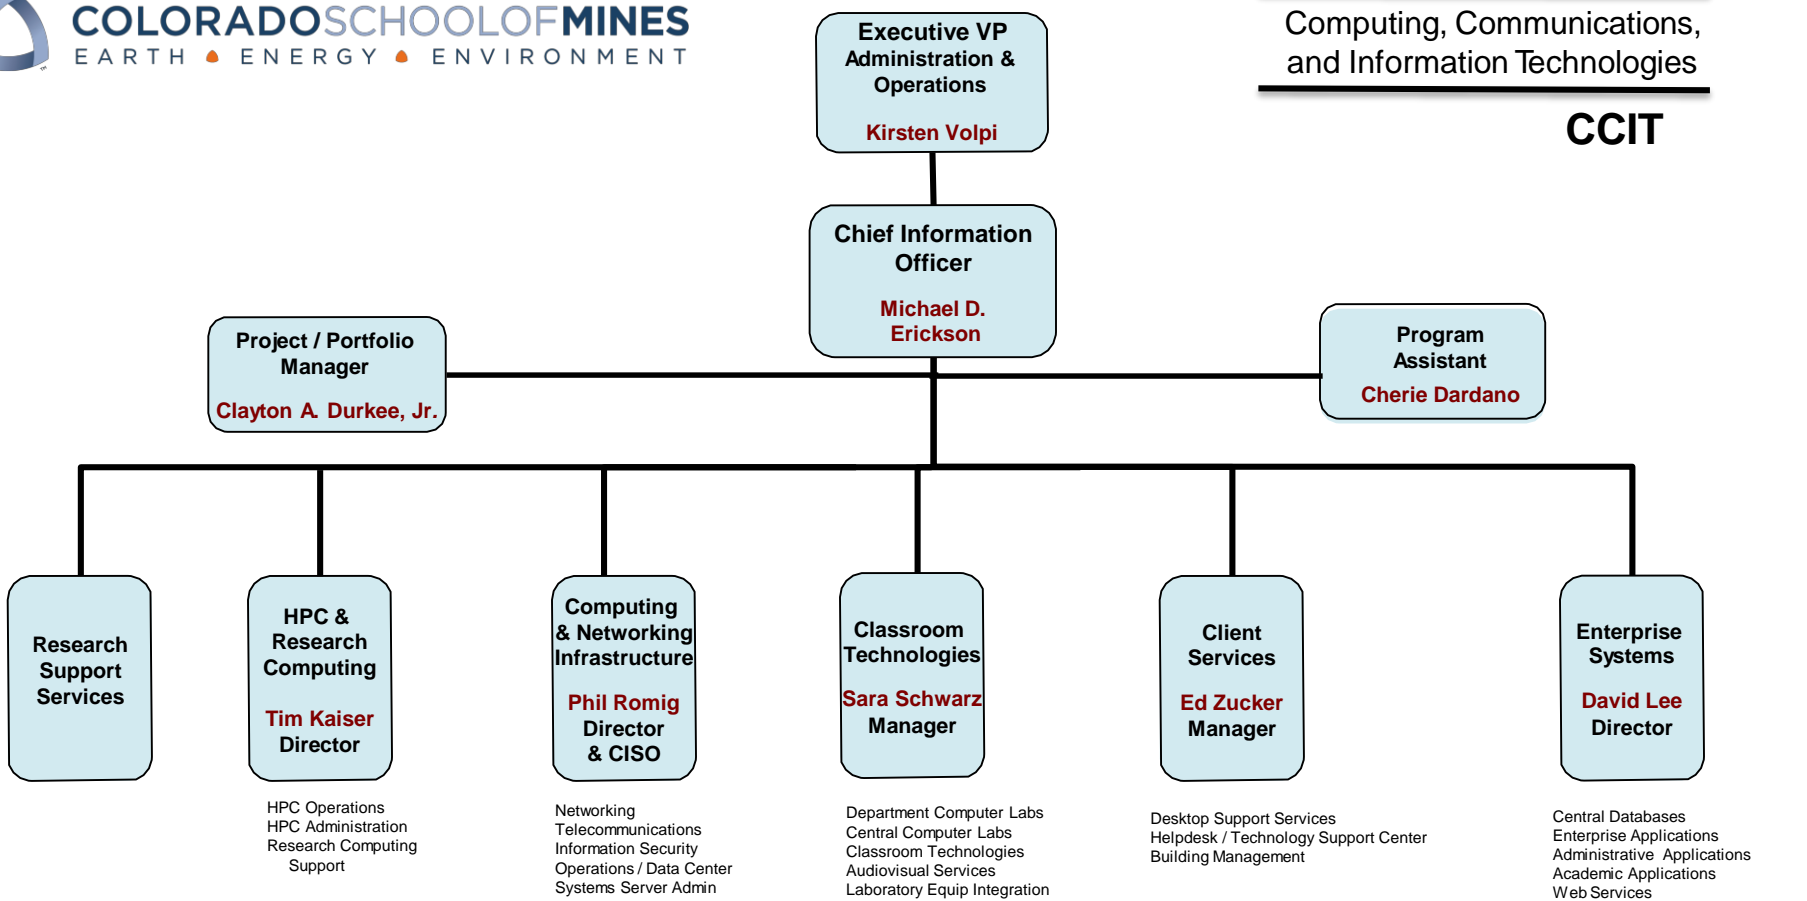 COLORADOSCHOOLOFMINES
EARTH ENERGY ENVIRONMENT
TM
Computing, Communications,
and Information Technologies
CCIT
Executive VP
Administration &
Operations
Kirsten Volpi
Chief Information
Officer
Michael D.
Erickson
Project / Portfolio
Manager
Clayton A. Durkee, Jr.
Program
Assistant
Cherie Dardano
Research
Support
Services
HPC &
Research
Computing
Tim Kaiser
Director
HPC Operations
HPC Administration
Research Computing
Support
Computing
& Networking
Infrastructure
Phil Romig
Director
& CISO
Networking
Telecommunications
Information Security
Operations / Data Center
Systems Server Admin
Classroom
Technologies
Sara Schwarz
Manager
Department Computer Labs
Central Computer Labs
Classroom Technologies
Audiovisual Services
Laboratory Equip Integration
Client
Services
Ed Zucker
Manager
Desktop Support Services
Helpdesk / Technology Support Center
Building Management
Enterprise
Systems
David Lee
Director
Central Databases
Enterprise Applications
Administrative Applications
Academic Applications
Web Services